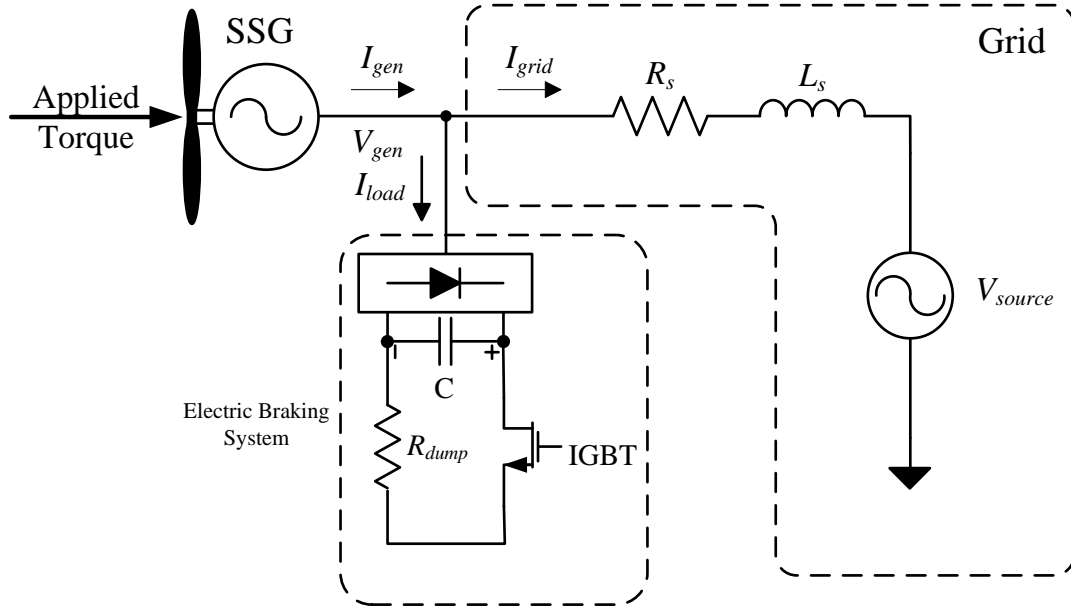 SSG
Grid
I_gen
I_grid
R_s
L_s
Applied
Torque
V_gen
I_load
V_source
- +
C
Electric Braking
System
R_dump
IGBT